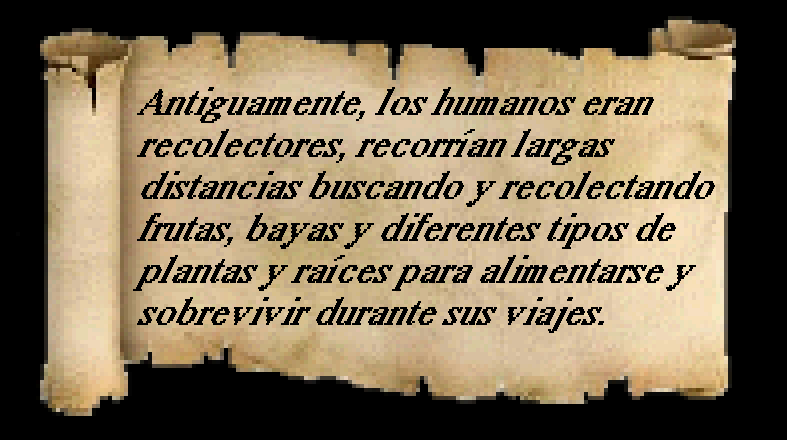 Antiguamente, los humanos eran
recolectores, recorrían largas
distancias buscando y recolectando
frutas, bayas y diferentes tipos de
plantas y raíces para alimentarse y
sobrevivir durante sus viajes.